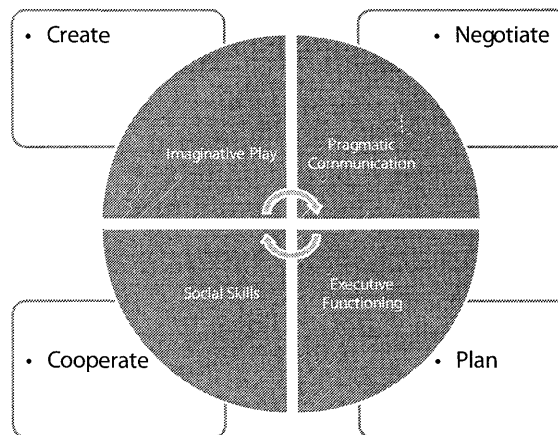 • Create
• Negotiate
Imaginative Play
Pragmatic
Communication
Social Skills
Executive
Functioning
• Cooperate
• Plan